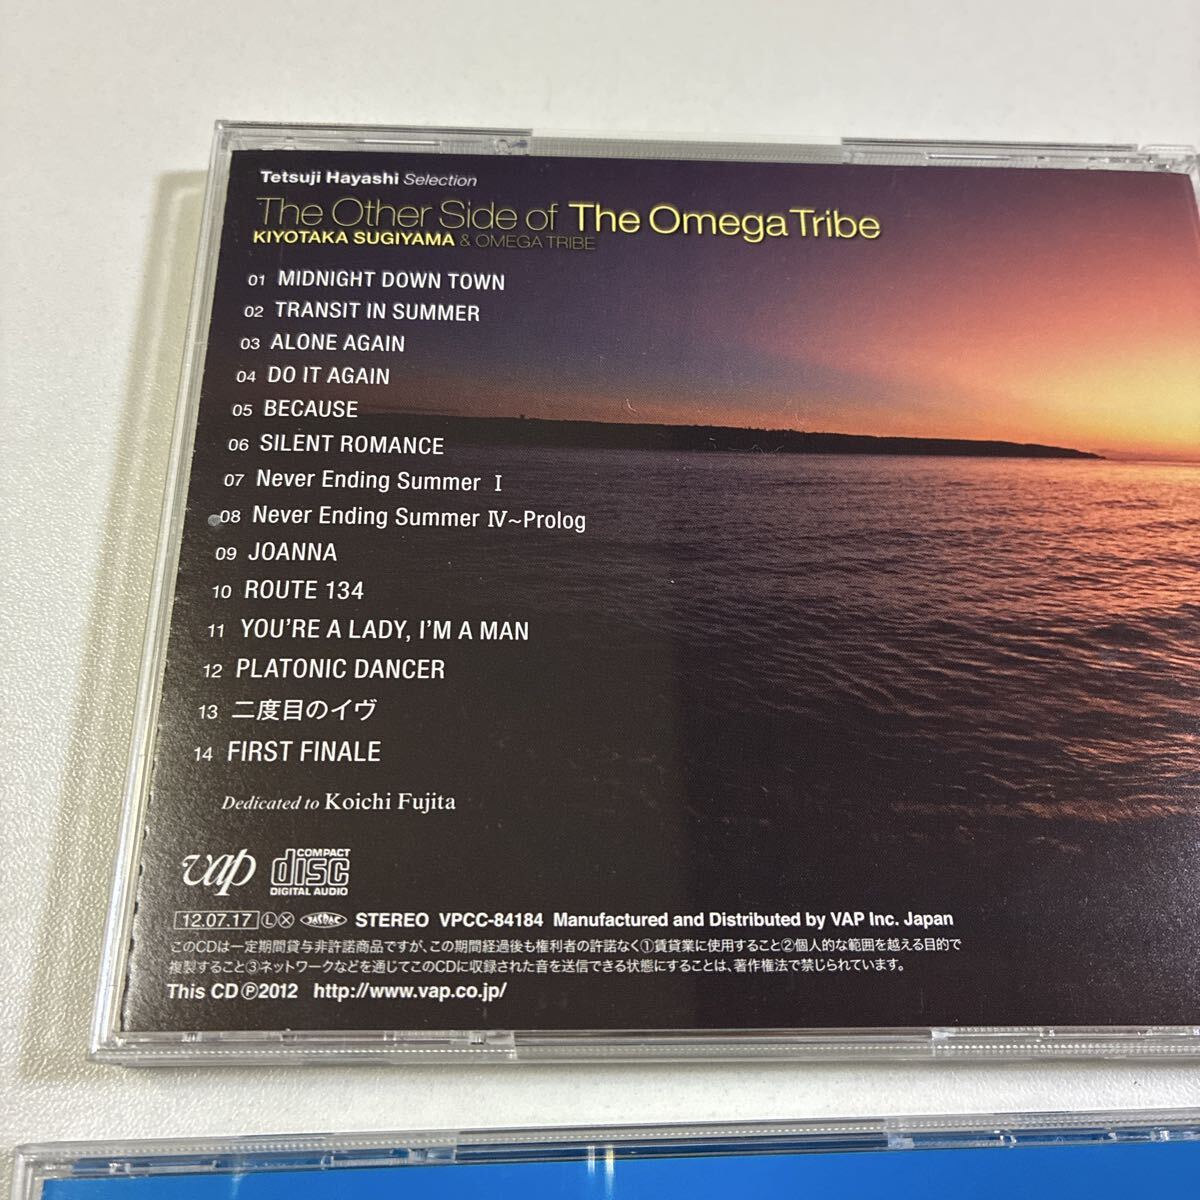 Tetsuji Hayashi Selection
The Other Side of The Omega Tribe
KIYOTAKA SUGIYAMA & OMEGA TRIBE
01 MIDNIGHT DOWN TOWN
02 TRANSIT IN SUMMER
03 ALONE AGAIN
04 DO IT AGAIN
05 BECAUSE
06 SILENT ROMANCE
07 Never Ending Summer Ⅰ
08 Never Ending Summer Ⅳ~Prolog
09 JOANNA
10 ROUTE 134
11 YOU'RE A LADY, I'M A MAN
12 PLATONIC DANCER
13 二度目のイヴ
14 FIRST FINALE
Dedicated to Koichi Fujita
vap COMPACT disc DIGITAL AUDIO
12.07.17 Ⓛ Ⓧ JASRAC STEREO VPCC-84184 Manufactured and Distributed by VAP Inc. Japan
このCDは一定期間貸与非許諾商品ですが、この期間経過後も権利者の許諾なく①賃貸業に使用すること②個人的な範囲を越える目的で
複製すること③ネットワークなどを通じてこのCDに収録された音を送信できる状態にすることは、著作権法で禁じられています。
This CD Ⓟ2012 http://www.vap.co.jp/